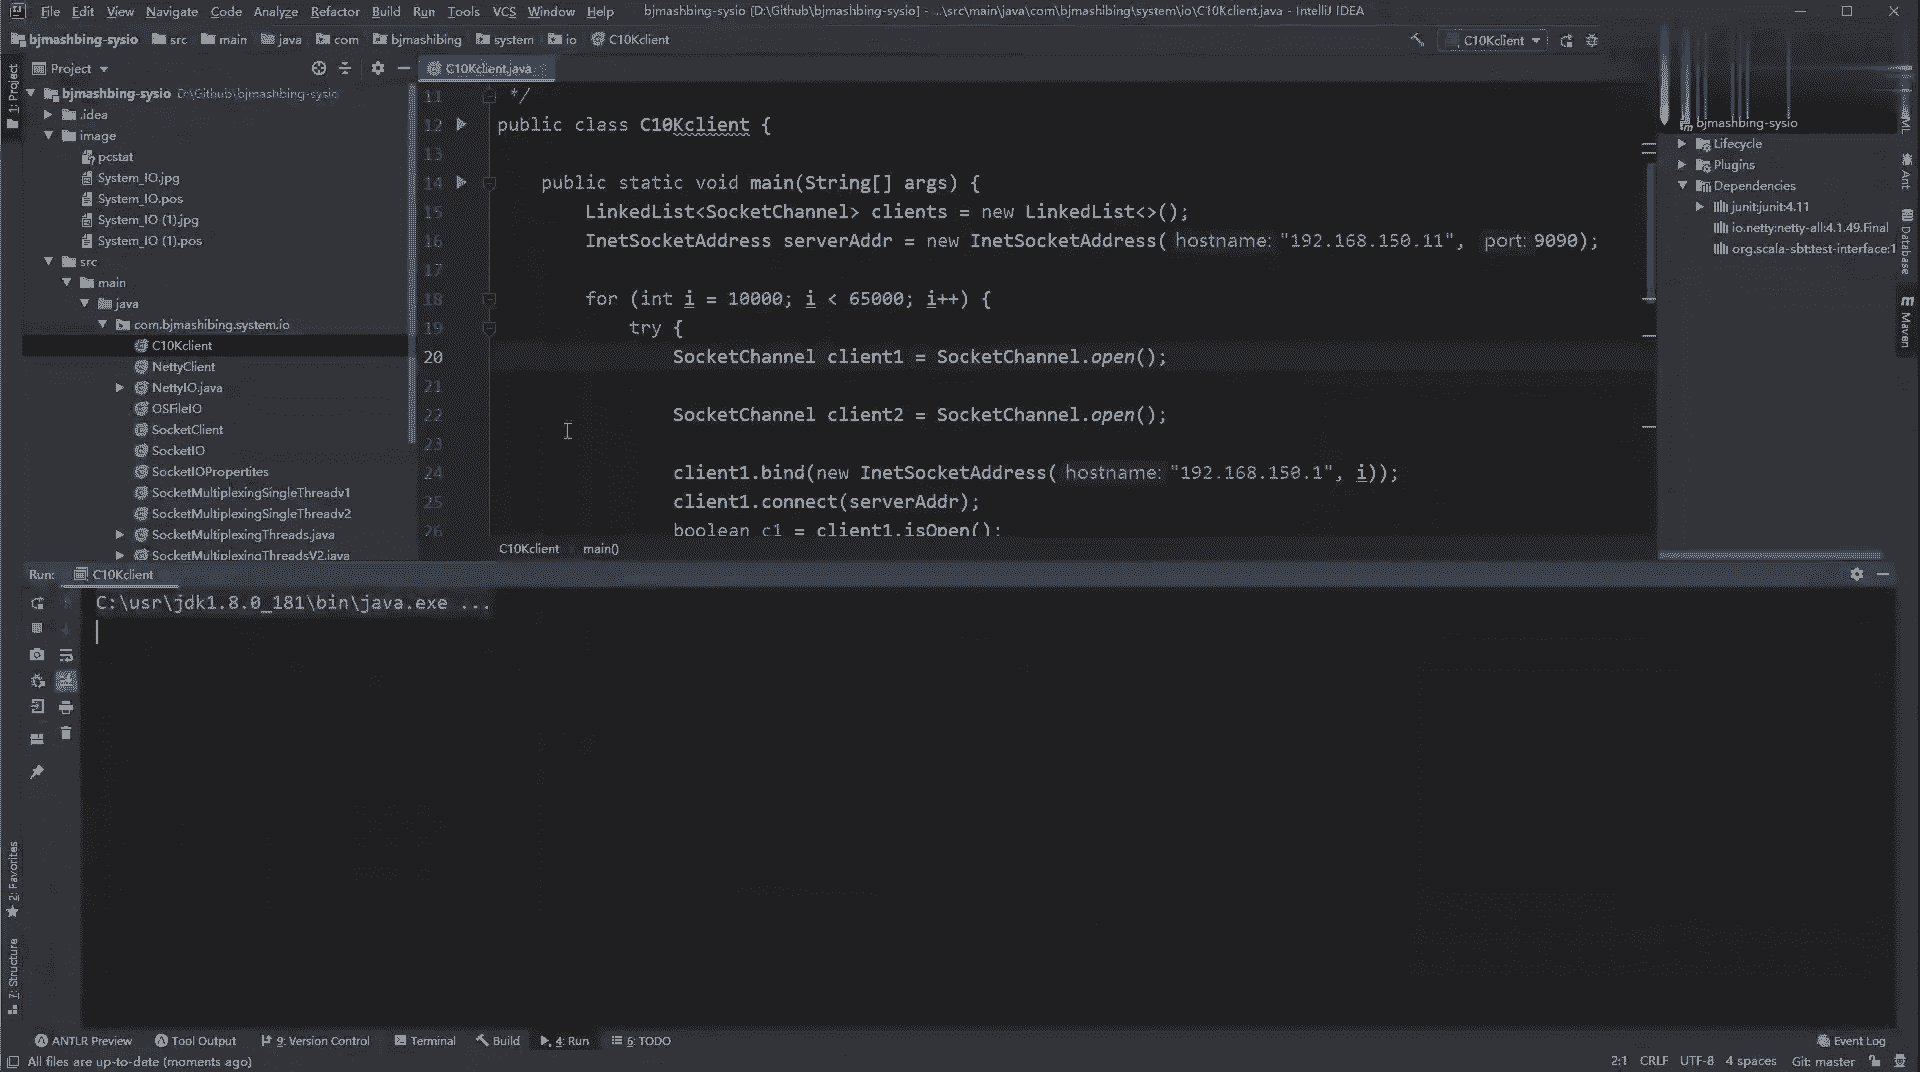 File Edit View Navigate Code Analyze Refactor Build Run Tools VCS Window Help bjmashbing-sysio [D:\Github\bjmashbing-sysio] - ..\src\main\java\com\bjmashibing\system\io\C10Kclient.java - IntelliJ IDEA
bjmashbing-sysio src main java com bjmashibing system io C10Kclient C10Kclient
1: Project
Project
C10Kclient.java
bjmashbing-sysio D:\Github\bjmashbing-sysio
.idea
image
pcstat
System_IO.jpg
System_IO.pos
System_IO (1).jpg
System_IO (1).pos
src
main
java
com.bjmashibing.system.io
C10Kclient
NettyClient
NettyIO.java
OSFileIO
SocketClient
SocketIO
SocketIOPropertites
SocketMultiplexingSingleThreadv1
SocketMultiplexingSingleThreadv2
SocketMultiplexingThreads.java
SocketMultiplexingThreadsV2.java
11 */
12 public class C10Kclient {
13
14 public static void main(String[] args) {
15 LinkedList<SocketChannel> clients = new LinkedList<>();
16 InetSocketAddress serverAddr = new InetSocketAddress( hostname: "192.168.150.11", port: 9090);
17
18 for (int i = 10000; i < 65000; i++) {
19 try {
20 SocketChannel client1 = SocketChannel.open();
21
22 SocketChannel client2 = SocketChannel.open();
23
24 client1.bind(new InetSocketAddress( hostname: "192.168.150.1", i));
25 client1.connect(serverAddr);
26 boolean c1 = client1.isOpen();
C10Kclient main()
bjmashbing-sysio
Lifecycle
Plugins
Dependencies
junit:junit:4.11
io.netty:netty-all:4.1.49.Final
org.scala-sbt:test-interface:1
Ant
Database
Maven
Run: C10Kclient
C:\usr\jdk1.8.0_181\bin\java.exe ...
2: Favorites
7: Structure
ANTLR Preview Tool Output 9: Version Control Terminal Build 4: Run 6: TODO Event Log
All files are up-to-date (moments ago) 2:1 CRLF UTF-8 4 spaces Git: master